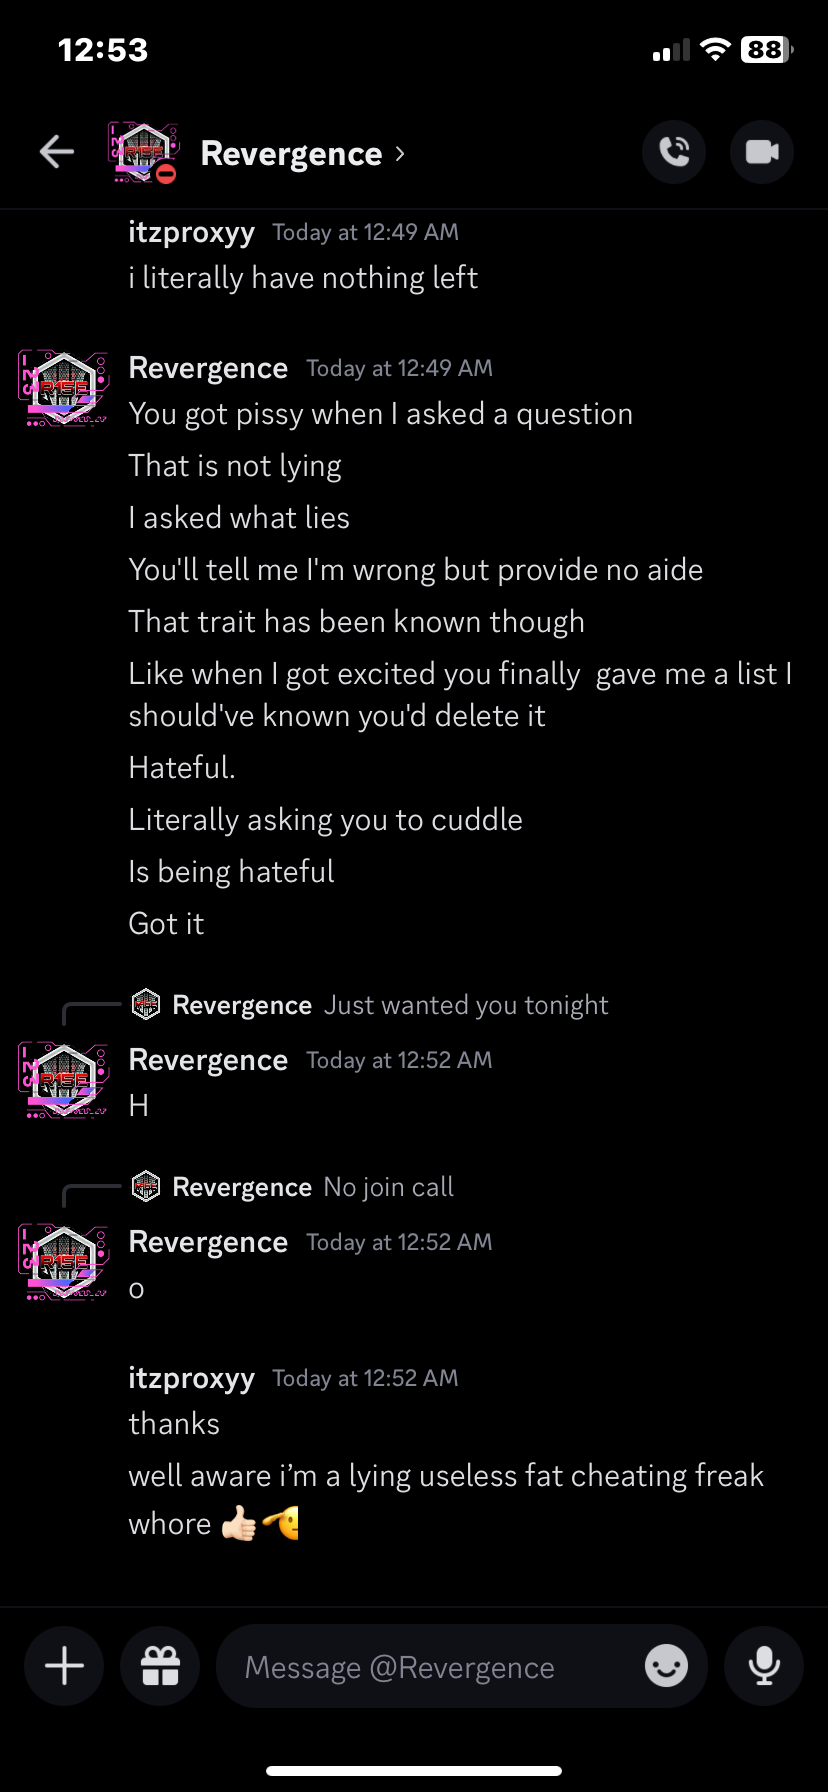 12:53
88
Revergence
itzproxyy Today at 12:49 AM
i literally have nothing left
Revergence Today at 12:49 AM
You got pissy when I asked a question
That is not lying
I asked what lies
You'll tell me I'm wrong but provide no aide
That trait has been known though
Like when I got excited you finally  gave me a list I
should've known you'd delete it
Hateful.
Literally asking you to cuddle
Is being hateful
Got it
Revergence Just wanted you tonight
Revergence Today at 12:52 AM
H
Revergence No join call
Revergence Today at 12:52 AM
o
itzproxyy Today at 12:52 AM
thanks
well aware i’m a lying useless fat cheating freak
whore 👍🏻
Message @Revergence